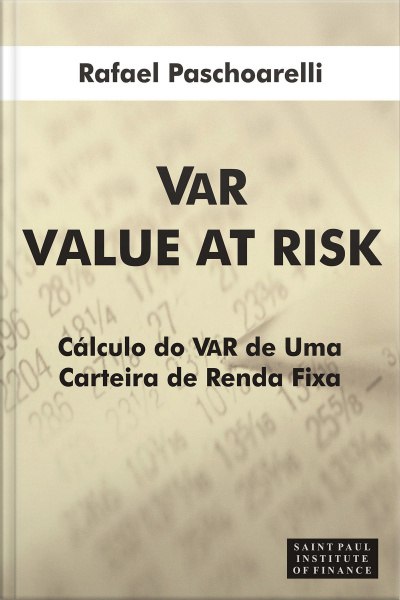 Rafael Paschoarelli
VAR
VALUE AT RISK
Cálculo do VAR de Uma
Carteira de Renda Fixa
SAINT PAUL
INSTITUTE
OF FINANCE